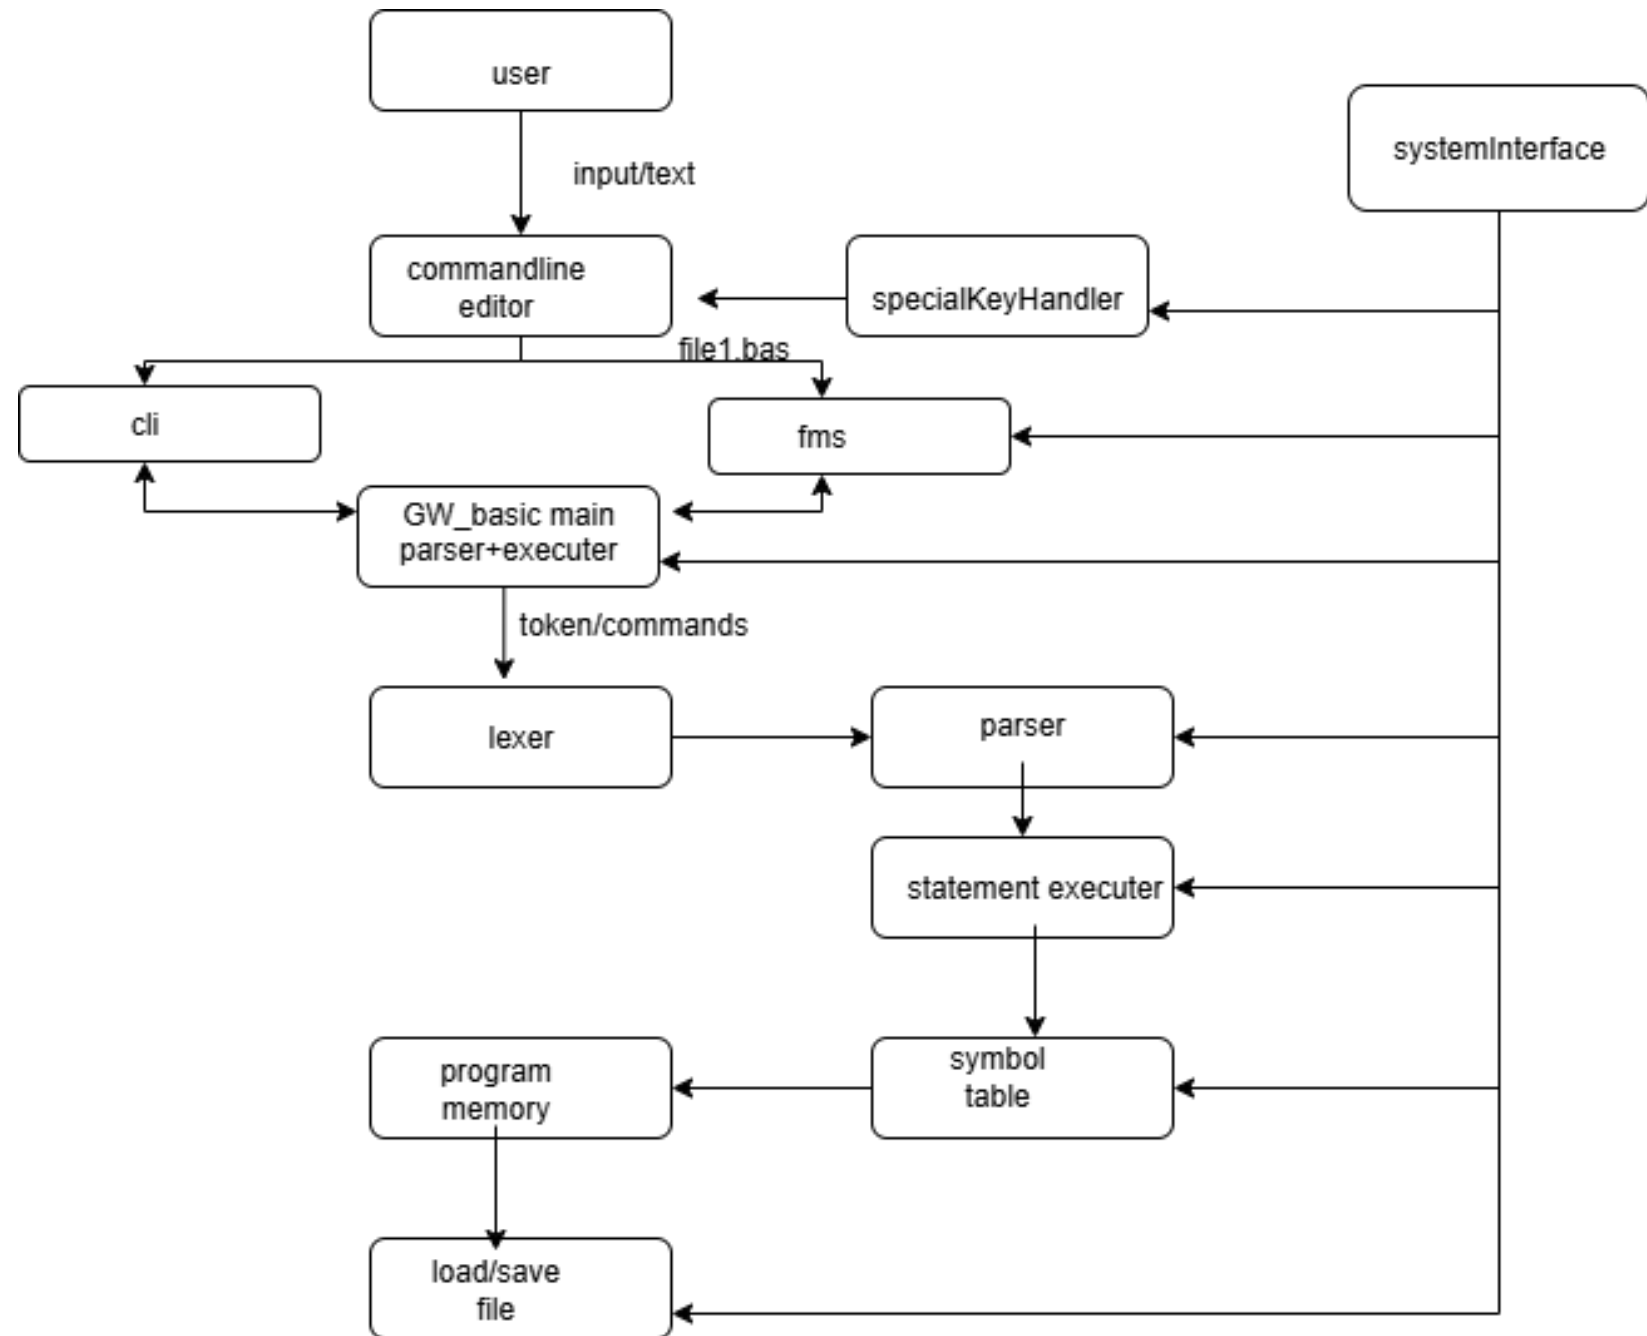 user
systemInterface
input/text
commandline
editor
specialKeyHandler
file1.bas
cli
fms
GW_basic main
parser+executer
token/commands
lexer
parser
statement executer
symbol
table
program
memory
load/save
file